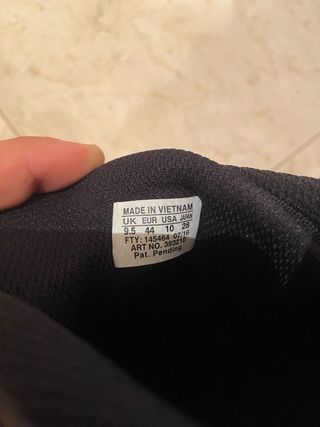 MADE IN VIETNAM
UK EUR USA JAPAN
9.5 44 10 28
FTY: 145464 07/16
ART NO. 393210
Pat. Pending